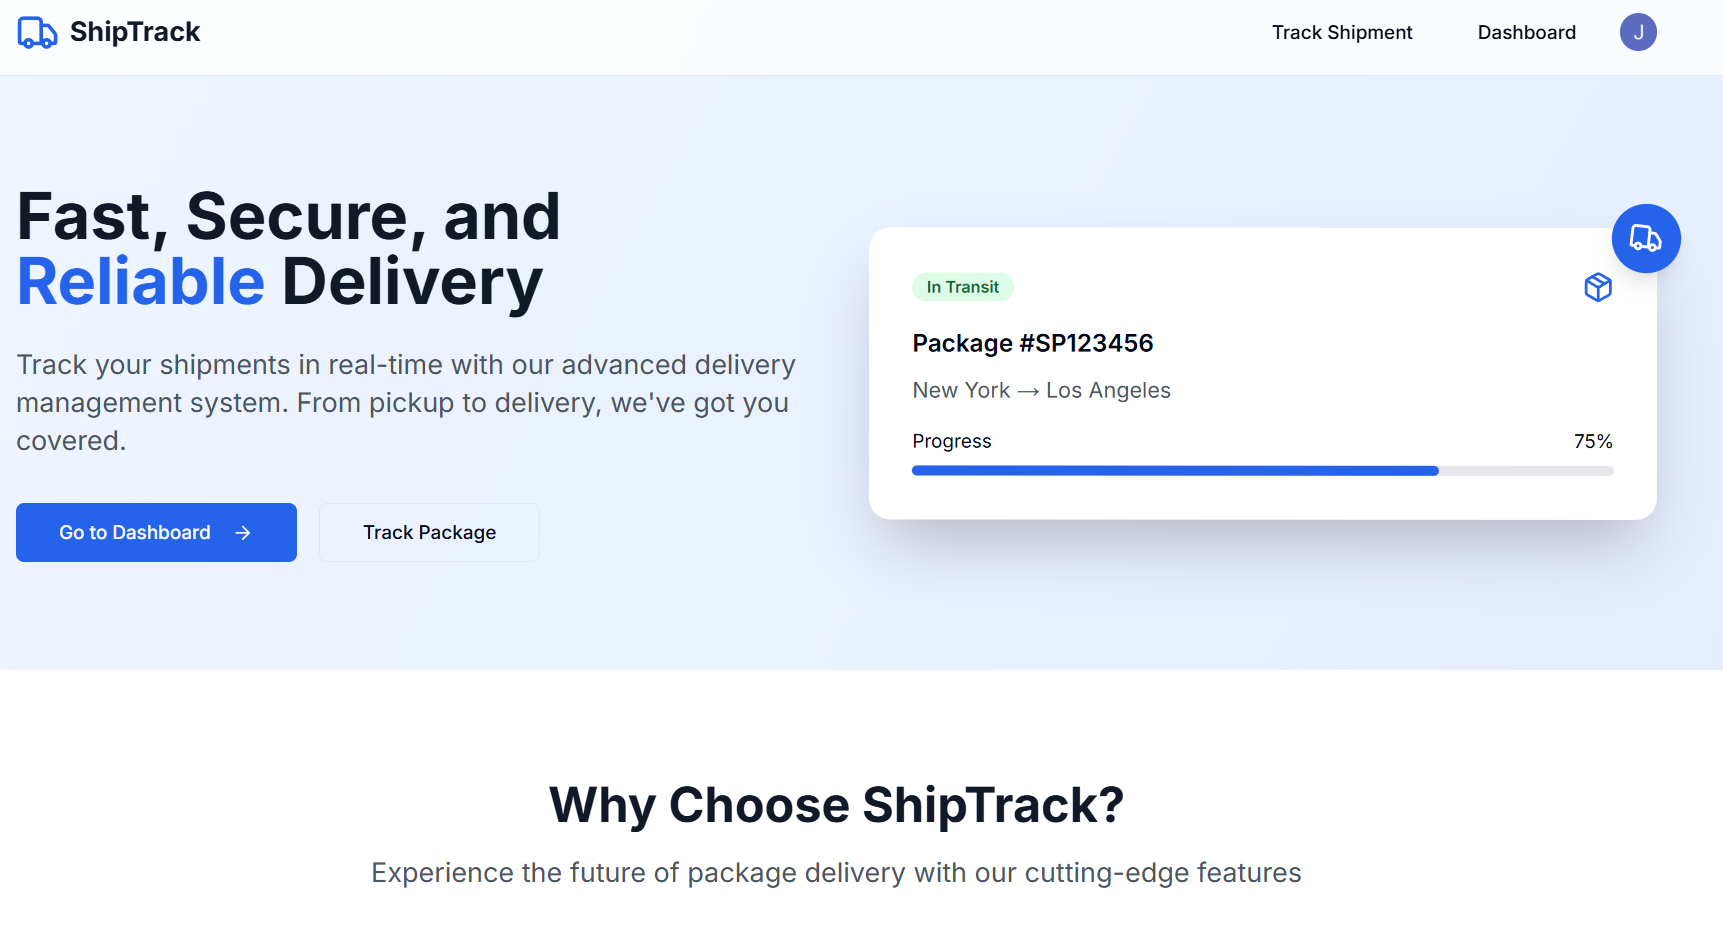 ShipTrack
Track Shipment
Dashboard
J
Fast, Secure, and
Reliable Delivery
Track your shipments in real-time with our advanced delivery
management system. From pickup to delivery, we've got you
covered.
Go to Dashboard →
Track Package
In Transit
Package #SP123456
New York → Los Angeles
Progress
75%
Why Choose ShipTrack?
Experience the future of package delivery with our cutting-edge features